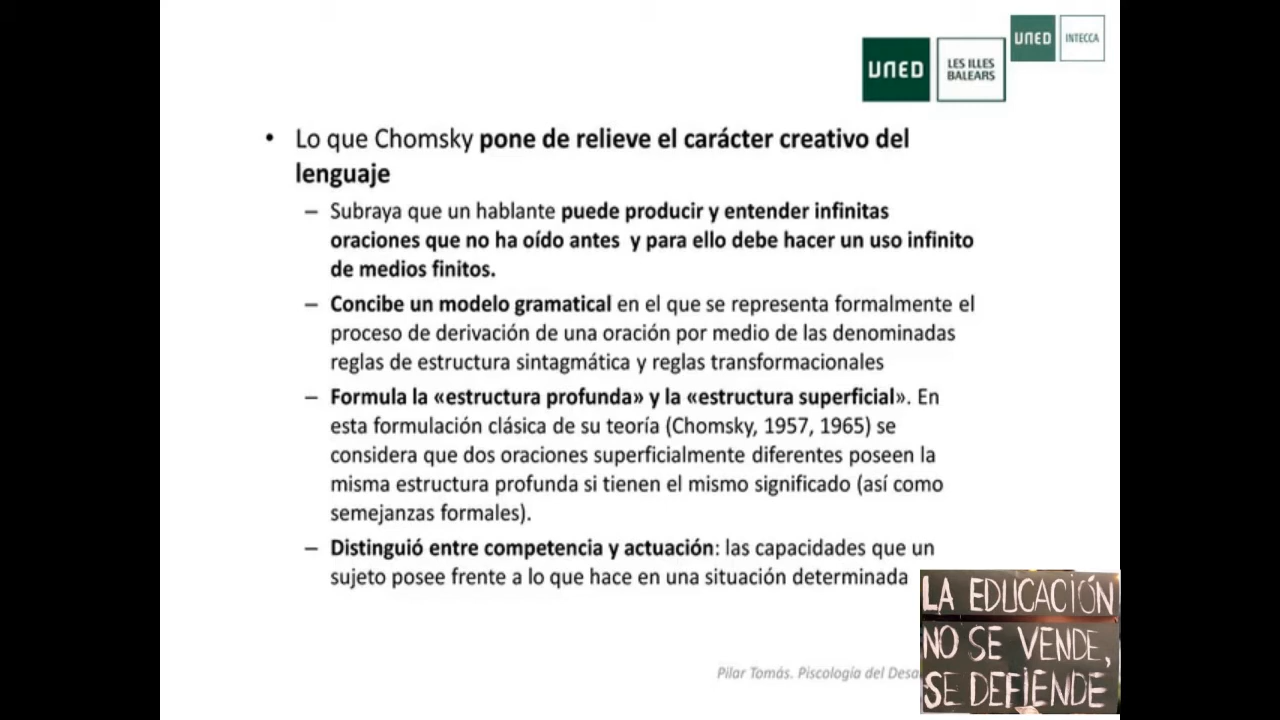 UNED
INTECCA
UNED
LES ILLES
BALEARS
• Lo que Chomsky pone de relieve el carácter creativo del
lenguaje
– Subraya que un hablante puede producir y entender infinitas
oraciones que no ha oído antes y para ello debe hacer un uso infinito
de medios finitos.
– Concibe un modelo gramatical en el que se representa formalmente el
proceso de derivación de una oración por medio de las denominadas
reglas de estructura sintagmática y reglas transformacionales
– Formula la «estructura profunda» y la «estructura superficial». En
esta formulación clásica de su teoría (Chomsky, 1957, 1965) se
considera que dos oraciones superficialmente diferentes poseen la
misma estructura profunda si tienen el mismo significado (así como
semejanzas formales).
– Distinguió entre competencia y actuación: las capacidades que un
sujeto posee frente a lo que hace en una situación determinada
LA EDUCACIÓN
NO SE VENDE,
SE DEFIENDE
Pilar Tomás. Piscología del